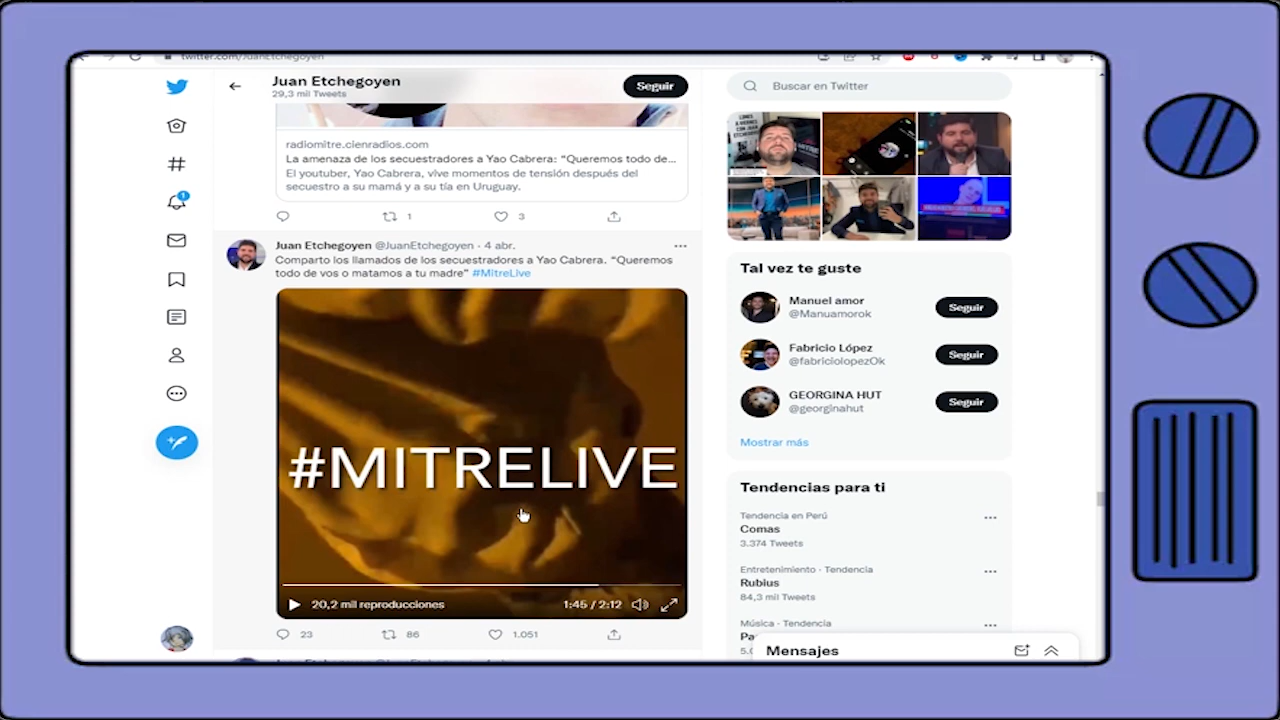 twitter.com/JuanEtchegoyen
Juan Etchegoyen
29,3 mil Tweets
Seguir
Buscar en Twitter
radiomitre.cienradios.com
La amenaza de los secuestradores a Yao Cabrera: “Queremos todo de...
El youtuber, Yao Cabrera, vive momentos de tensión después del
secuestro a su mamá y a su tía en Uruguay.
1
3
1
Juan Etchegoyen @JuanEtchegoyen · 4 abr.
Comparto los llamados de los secuestradores a Yao Cabrera. “Queremos
todo de vos o matamos a tu madre” #MitreLive
#MITRELIVE
20,2 mil reproducciones
1:45 / 2:12
23
86
1.051
Tal vez te guste
Manuel amor
@Manuamorok
Seguir
Fabricio López
@fabriciolopezOk
Seguir
GEORGINA HUT
@georginahut
Seguir
Mostrar más
Tendencias para ti
Tendencia en Perú
Comas
3.374 Tweets
Entretenimiento · Tendencia
Rubius
84,3 mil Tweets
Música · Tendencia
Mensajes